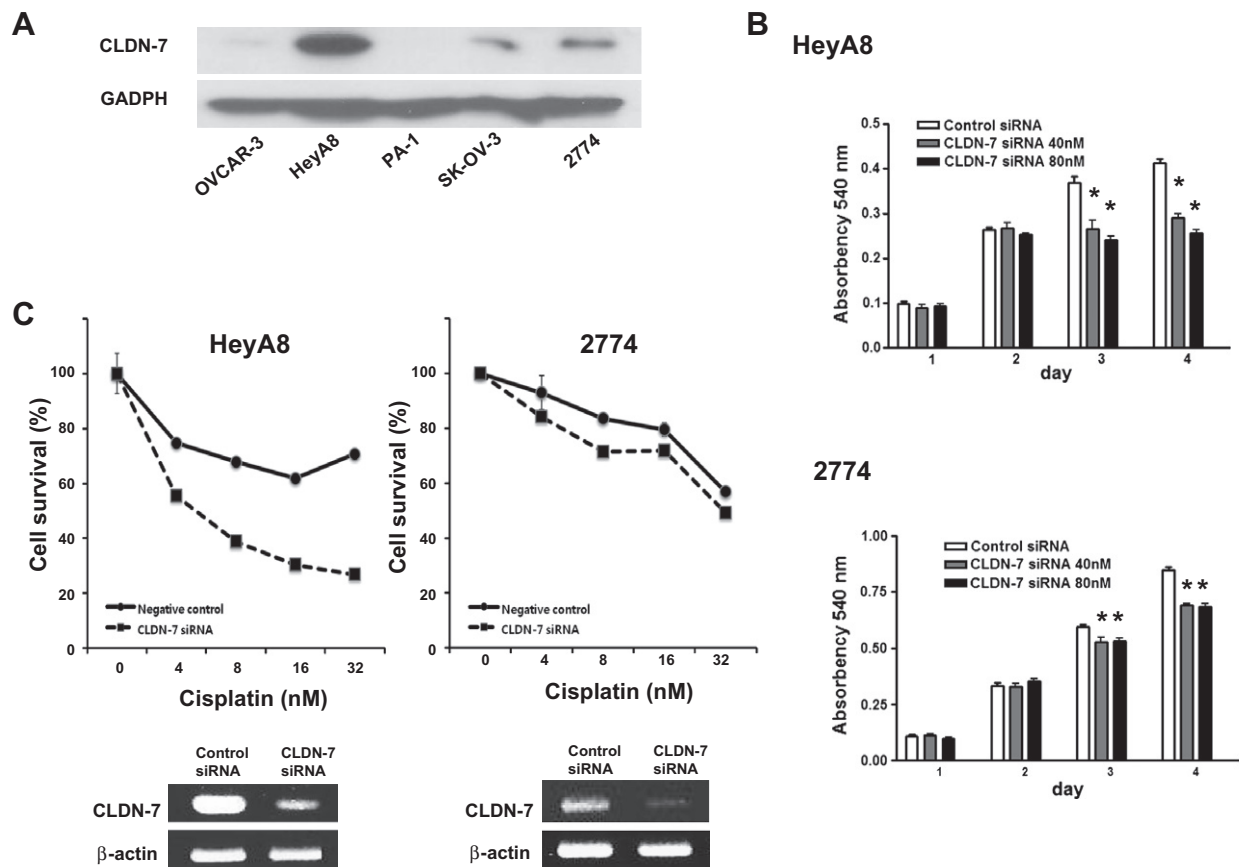 A
CLDN-7
GADPH
OVCAR-3
HeyA8
PA-1
SK-OV-3
2774
B
HeyA8
0.5
0.4
0.3
0.2
0.1
0.0
Absorbency 540 nm
Control siRNA
CLDN-7 siRNA 40nM
CLDN-7 siRNA 80nM
* *
* *
1 2 3 4
day
2774
1.00
0.75
0.50
0.25
0.00
Absorbency 540 nm
Control siRNA
CLDN-7 siRNA 40nM
CLDN-7 siRNA 80nM
* *
* *
1 2 3 4
day
C
HeyA8
100
80
60
40
20
0
Cell survival (%)
Negative control
CLDN-7 siRNA
0 4 8 16 32
Cisplatin (nM)
2774
100
80
60
40
20
0
Cell survival (%)
Negative control
CLDN-7 siRNA
0 4 8 16 32
Cisplatin (nM)
Control siRNA
CLDN-7 siRNA
CLDN-7
β-actin
Control siRNA
CLDN-7 siRNA
CLDN-7
β-actin